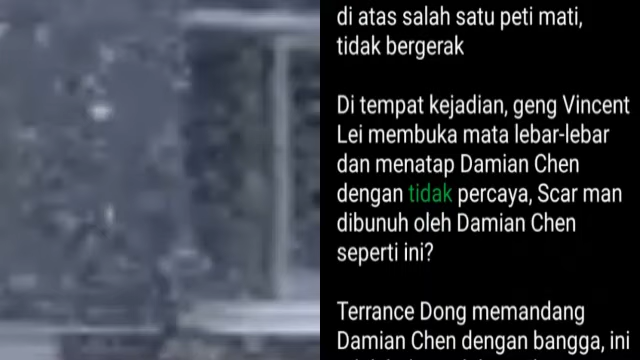 di atas salah satu peti mati,
tidak bergerak
Di tempat kejadian, geng Vincent
Lei membuka mata lebar-lebar
dan menatap Damian Chen
dengan tidak percaya, Scar man
dibunuh oleh Damian Chen
seperti ini?
Terrance Dong memandang
Damian Chen dengan bangga, ini